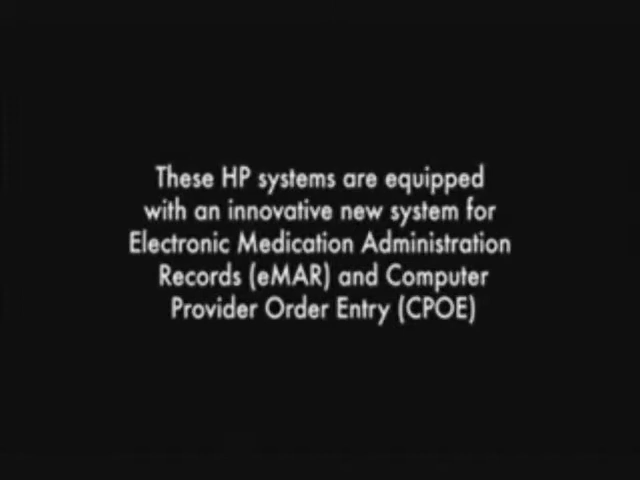 These HP systems are equipped
with an innovative new system for
Electronic Medication Administration
Records (eMAR) and Computer
Provider Order Entry (CPOE)